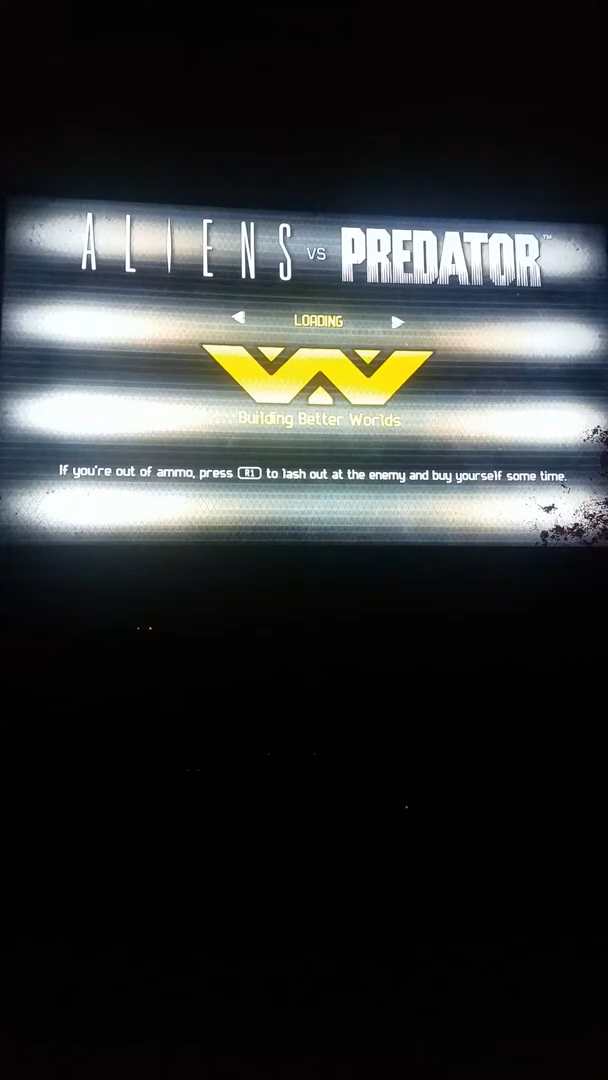 ALIENS VS PREDATOR™
LOADING
Building Better Worlds
If you're out of ammo, press R1 to lash out at the enemy and buy yourself some time.